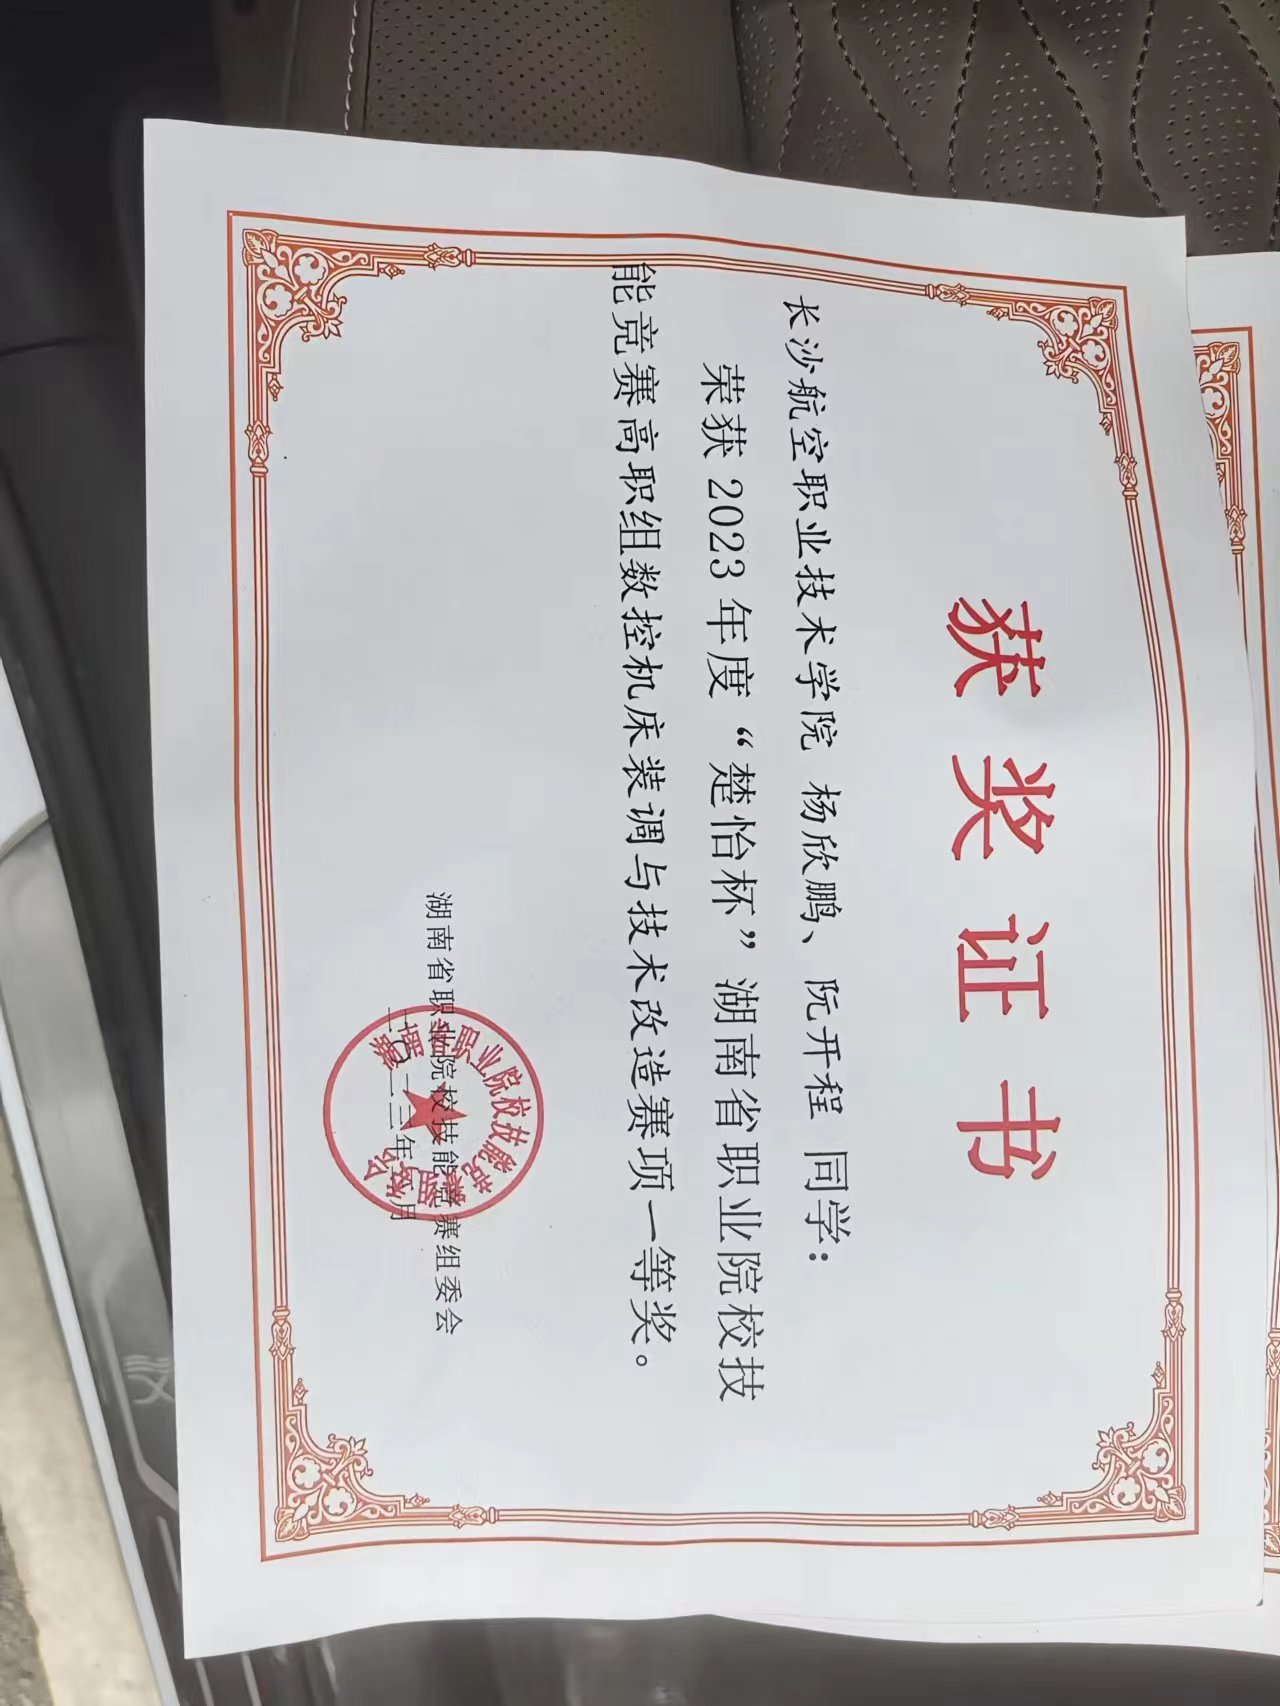 获奖证书
长沙航空职业技术学院 杨欣鹏、阮开程 同学：
荣获 2023 年度“楚怡杯”湖南省职业院校技
能竞赛高职组数控机床装调与技术改造赛项一等奖。
湖南省职业院校技能竞赛组委会